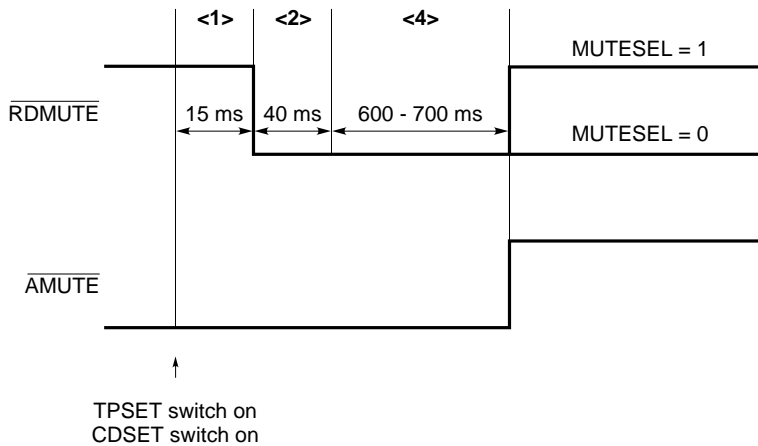 <1> <2> <4>
MUTESEL = 1
RDMUTE
15 ms 40 ms 600 - 700 ms
MUTESEL = 0
AMUTE
TPSET switch on
CDSET switch on